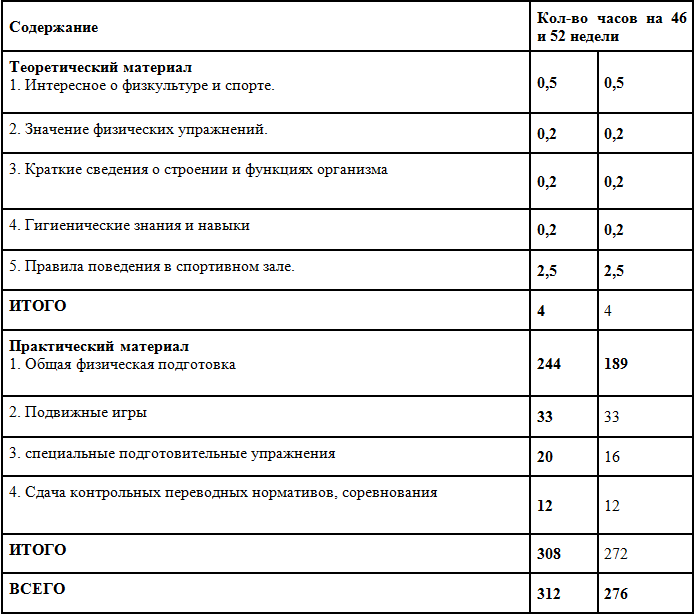 Содержание
Кол-во часов на 46
и 52 недели
Теоретический материал
1. Интересное о физкультуре и спорте.
0,5 0,5
2. Значение физических упражнений.
0,2 0,2
3. Краткие сведения о строении и функциях организма
0,2 0,2
4. Гигиенические знания и навыки
0,2 0,2
5. Правила поведения в спортивном зале.
2,5 2,5
ИТОГО
4 4
Практический материал
1. Общая физическая подготовка
244 189
2. Подвижные игры
33 33
3. специальные подготовительные упражнения
20 16
4. Сдача контрольных переводных нормативов, соревнования
12 12
ИТОГО
308 272
ВСЕГО
312 276